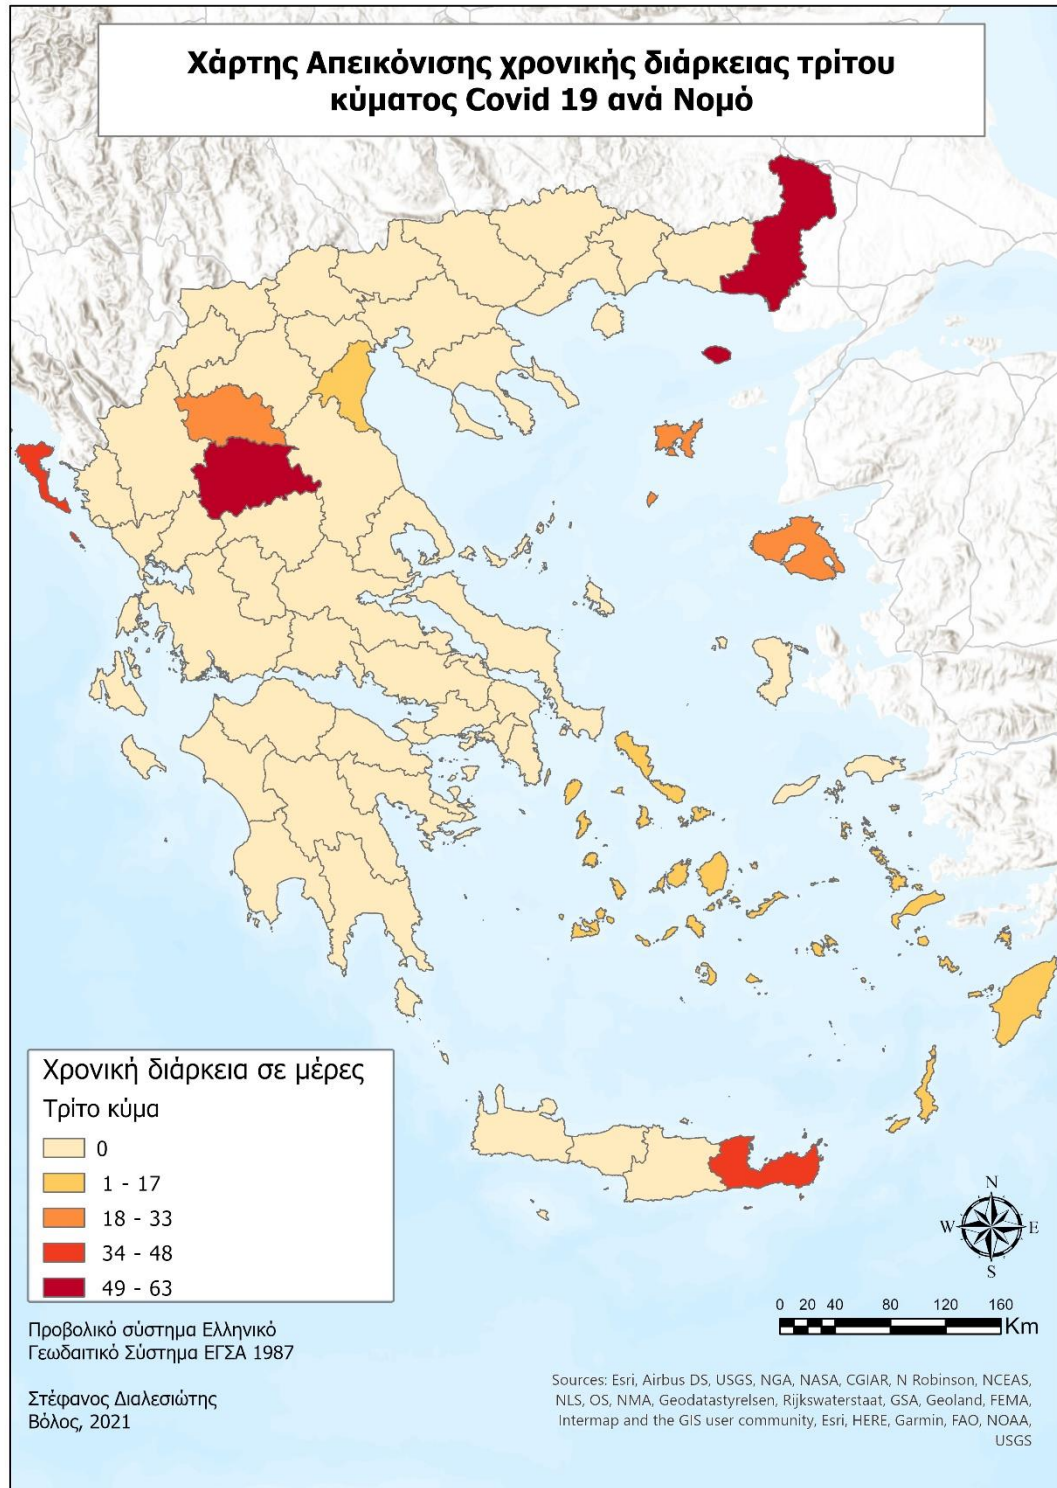 Χάρτης Απεικόνισης χρονικής διάρκειας τρίτου
κύματος Covid 19 ανά Νομό
Χρονική διάρκεια σε μέρες
Τρίτο κύμα
0
1 - 17
18 - 33
34 - 48
49 - 63
Προβολικό σύστημα Ελληνικό
Γεωδαιτικό Σύστημα ΕΓΣΑ 1987
Στέφανος Διαλεσιώτης
Βόλος, 2021
N
W E
S
0 20 40 80 120 160
Km
Sources: Esri, Airbus DS, USGS, NGA, NASA, CGIAR, N Robinson, NCEAS,
NLS, OS, NMA, Geodatastyrelsen, Rijkswaterstaat, GSA, Geoland, FEMA,
Intermap and the GIS user community, Esri, HERE, Garmin, FAO, NOAA,
USGS